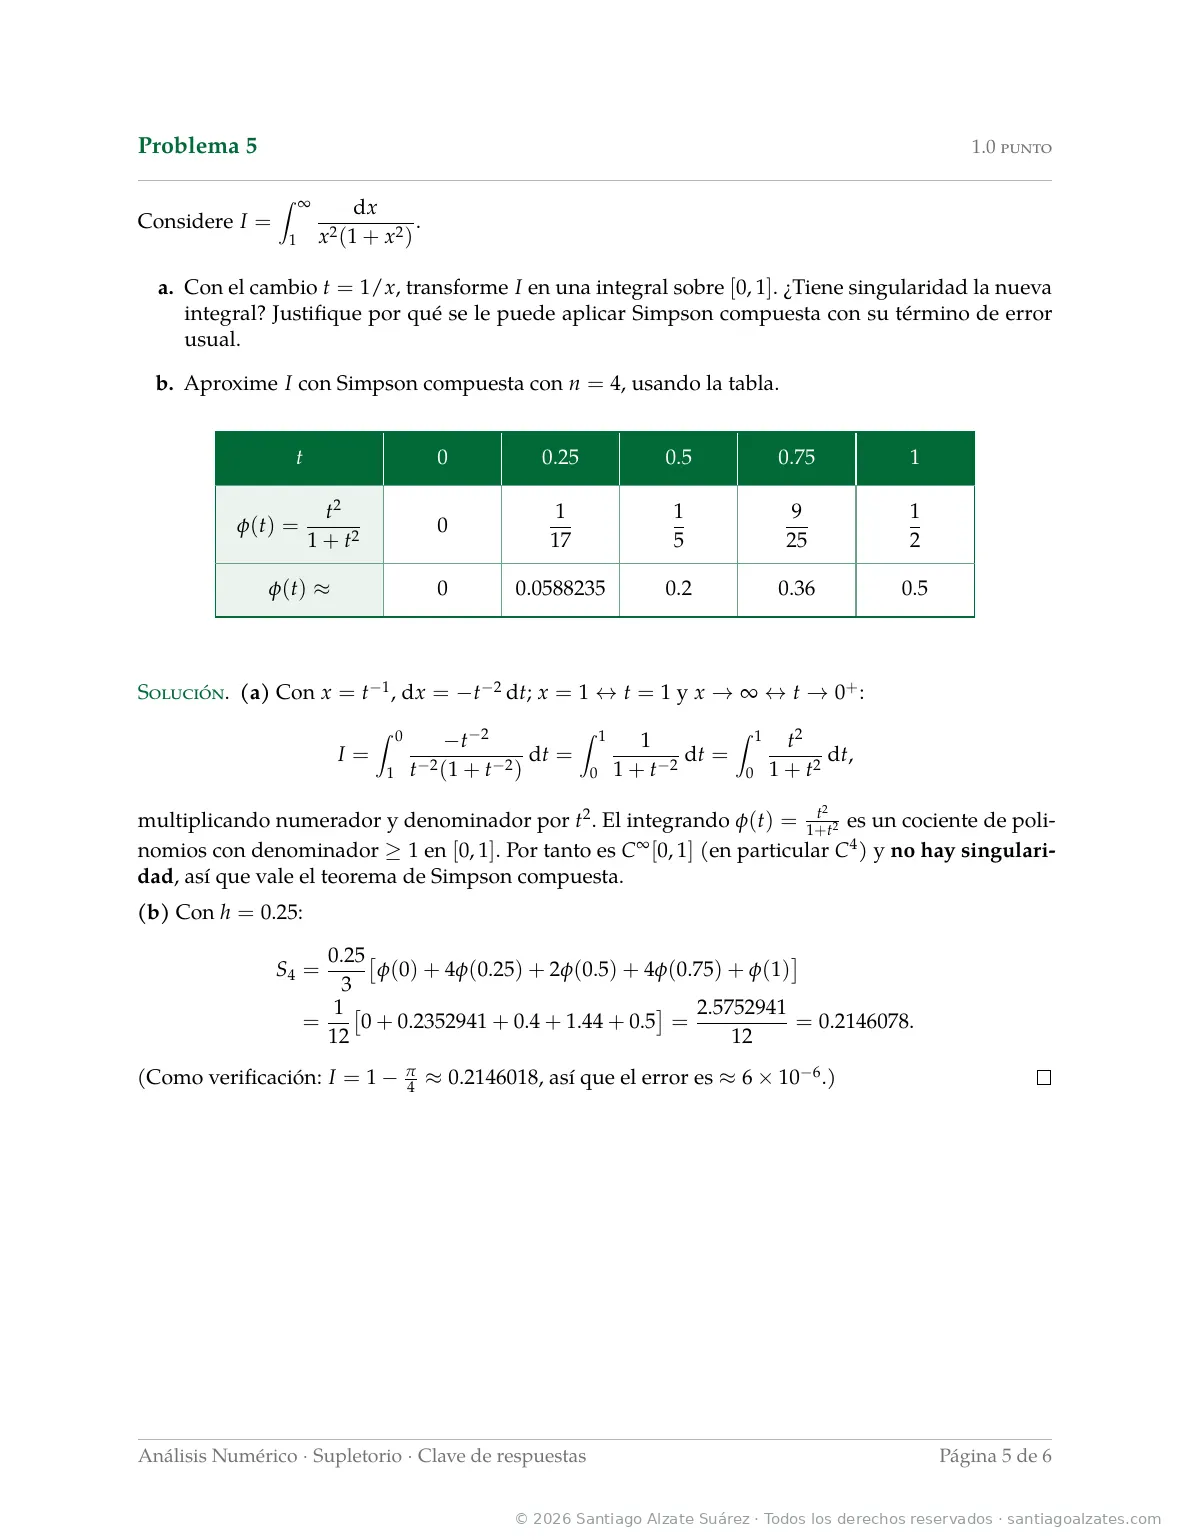 Problema 5 1.0 PUNTO
Considere I = ∫₁^∞ dx / (x²(1 + x²)).
a. Con el cambio t = 1/x, transforme I en una integral sobre [0, 1]. ¿Tiene singularidad la nueva
integral? Justifique por qué se le puede aplicar Simpson compuesta con su término de error
usual.
b. Aproxime I con Simpson compuesta con n = 4, usando la tabla.
t 0 0.25 0.5 0.75 1
ϕ(t) = t²/(1 + t²) 0 1/17 1/5 9/25 1/2
ϕ(t) ≈ 0 0.0588235 0.2 0.36 0.5
SOLUCIÓN. (a) Con x = t⁻¹, dx = −t⁻² dt; x = 1 ↔ t = 1 y x → ∞ ↔ t → 0⁺:
I = ∫₁⁰ −t⁻² / (t⁻²(1 + t⁻²)) dt = ∫₀¹ 1/(1 + t⁻²) dt = ∫₀¹ t²/(1 + t²) dt,
multiplicando numerador y denominador por t². El integrando ϕ(t) = t²/(1+t²) es un cociente de poli-
nomios con denominador ≥ 1 en [0, 1]. Por tanto es C^∞[0, 1] (en particular C⁴) y no hay singulari-
dad, así que vale el teorema de Simpson compuesta.
(b) Con h = 0.25:
S₄ = 0.25/3 [ϕ(0) + 4ϕ(0.25) + 2ϕ(0.5) + 4ϕ(0.75) + ϕ(1)]
= 1/12 [0 + 0.2352941 + 0.4 + 1.44 + 0.5] = 2.5752941/12 = 0.2146078.
(Como verificación: I = 1 − π/4 ≈ 0.2146018, así que el error es ≈ 6 × 10⁻⁶.) □
Análisis Numérico · Supletorio · Clave de respuestas Página 5 de 6
© 2026 Santiago Alzate Suárez · Todos los derechos reservados · santiagoalzates.com